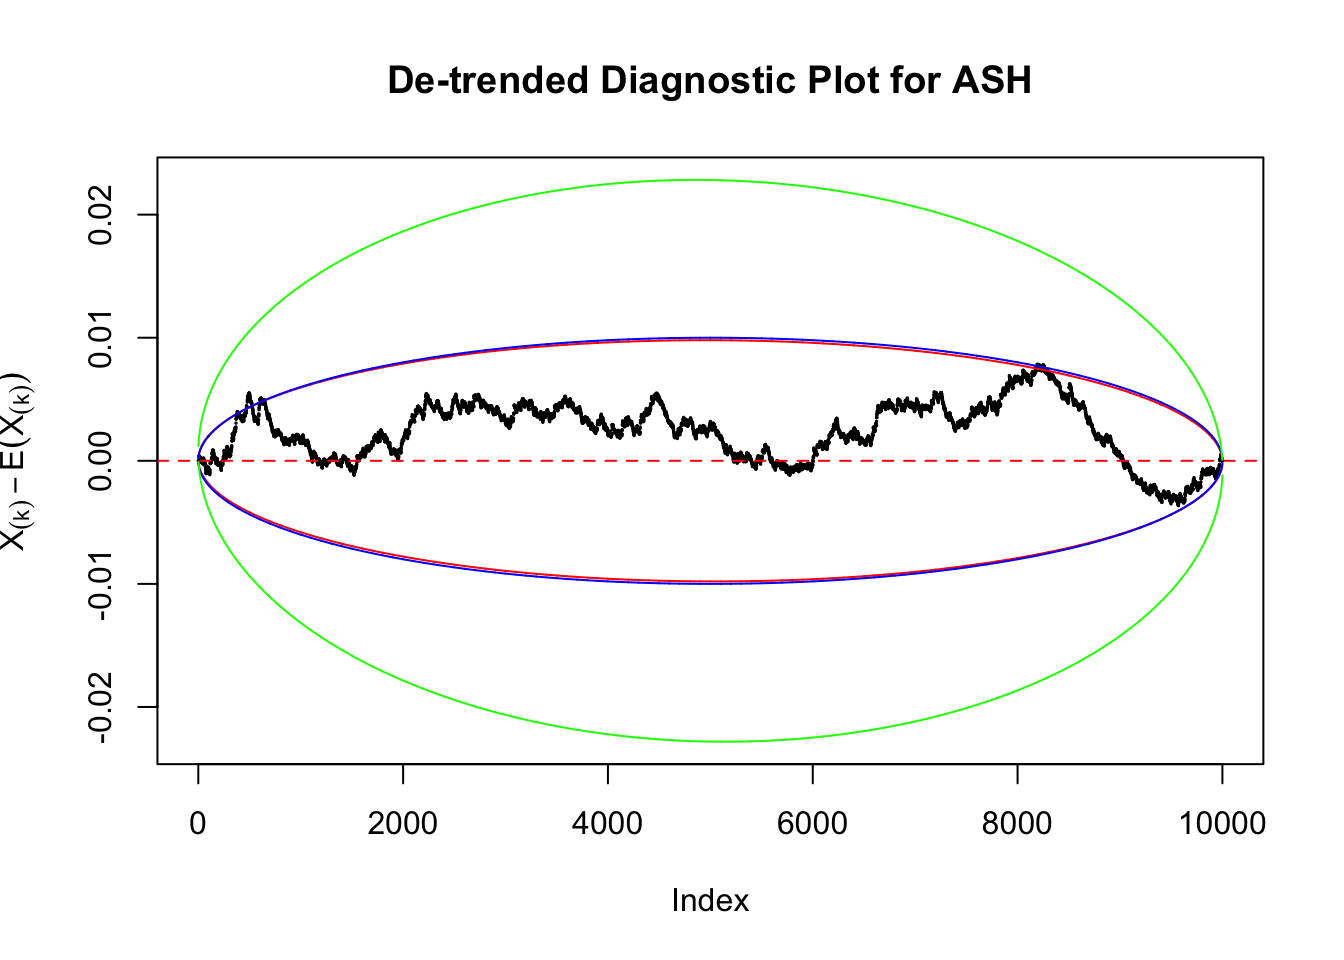 De-trended Diagnostic Plot for ASH
X(k) − E(X(k))
0.02
0.01
0.00
-0.01
-0.02
0 2000 4000 6000 8000 10000
Index